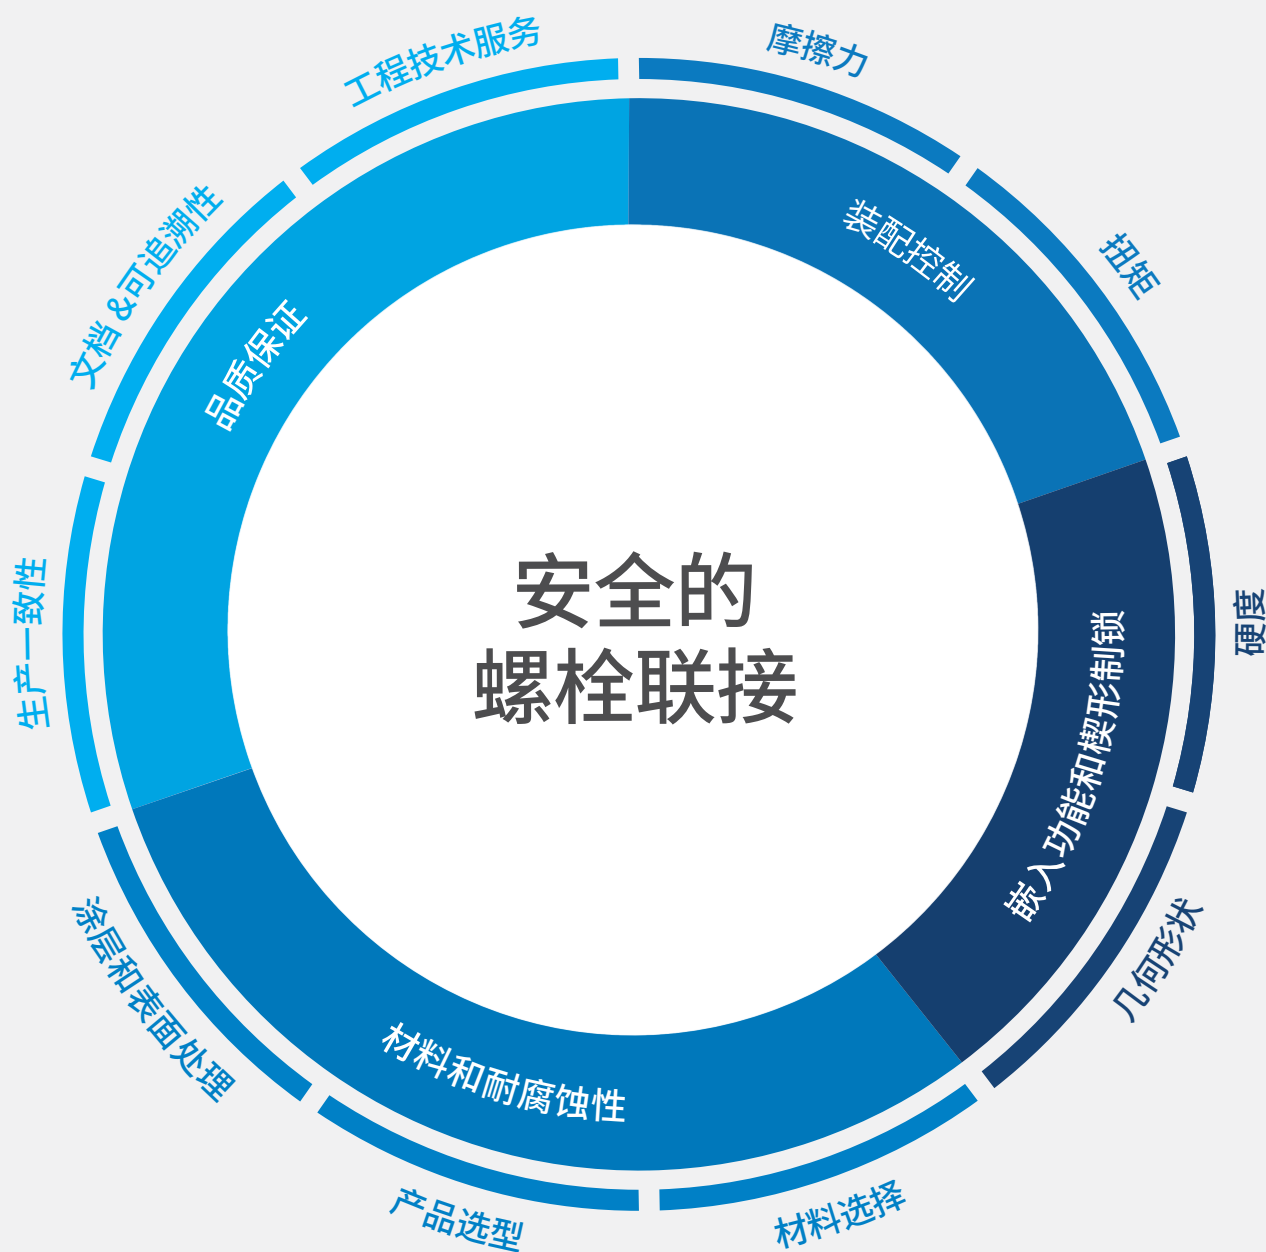 工程技术服务
摩擦力
装配控制
扭矩
文档 &可追溯性
品质保证
安全的
螺栓联接
生产一致性
硬度
嵌入功能和楔形制锁
几何形状
涂层和表面处理
材料和耐腐蚀性
产品选型
材料选择